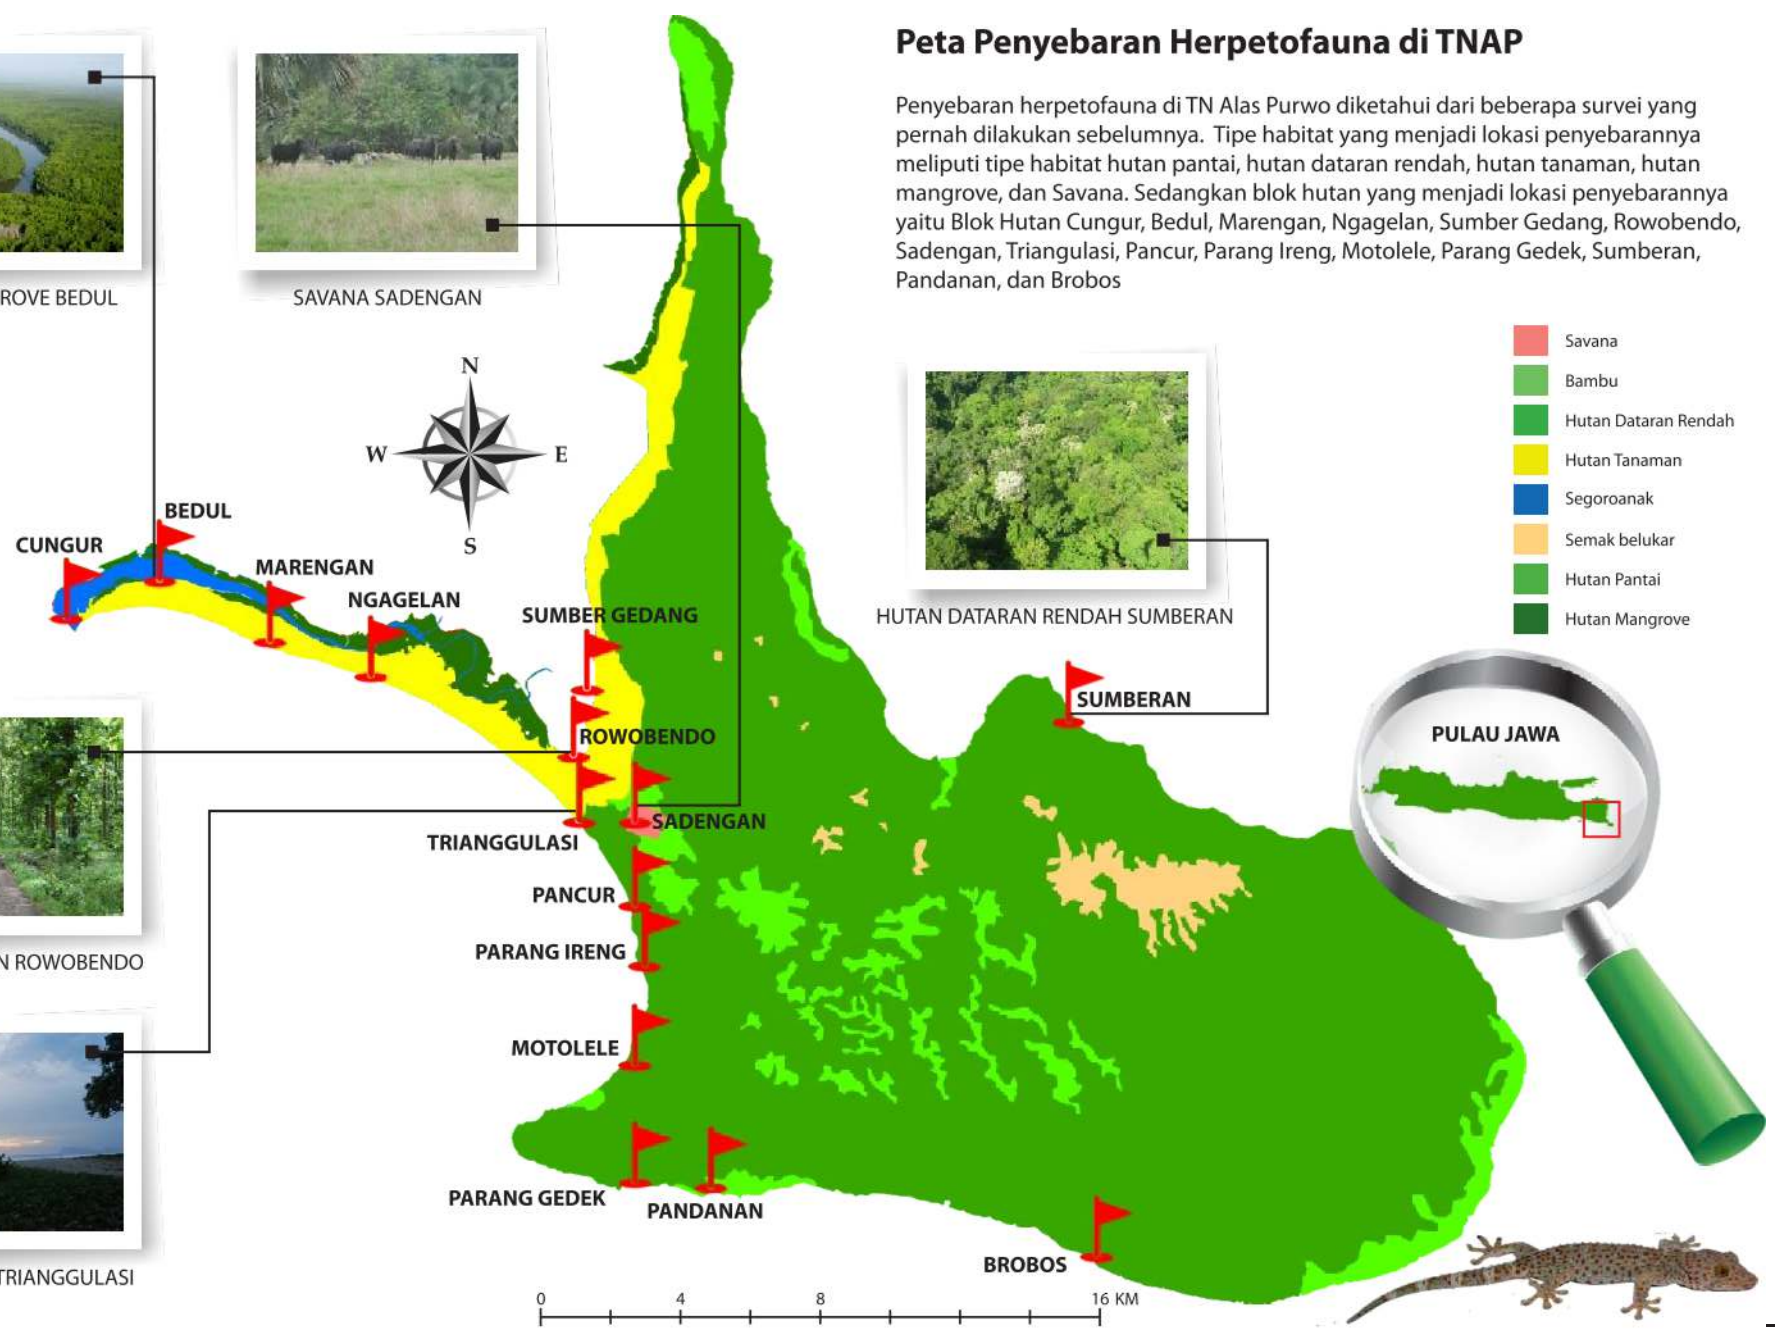 Peta Penyebaran Herpetofauna di TNAP
Penyebaran herpetofauna di TN Alas Purwo diketahui dari beberapa survei yang
pernah dilakukan sebelumnya. Tipe habitat yang menjadi lokasi penyebarannya
meliputi tipe habitat hutan pantai, hutan dataran rendah, hutan tanaman, hutan
mangrove, dan Savana. Sedangkan blok hutan yang menjadi lokasi penyebarannya
yaitu Blok Hutan Cungur, Bedul, Marengan, Ngagelan, Sumber Gedang, Rowobendo,
Sadengan, Triangulasi, Pancur, Parang Ireng, Motolele, Parang Gedek, Sumberan,
Pandanan, dan Brobos
ROVE BEDUL
SAVANA SADENGAN
Savana
Bambu
Hutan Dataran Rendah
Hutan Tanaman
Segoroanak
Semak belukar
Hutan Pantai
Hutan Mangrove
N
W
E
S
BEDUL
CUNGUR
MARENGAN
NGAGELAN
SUMBER GEDANG
HUTAN DATARAN RENDAH SUMBERAN
SUMBERAN
PULAU JAWA
ROWOBENDO
SADENGAN
TRIANGGULASI
PANCUR
PARANG IRENG
N ROWOBENDO
MOTOLELE
PARANG GEDEK
PANDANAN
BROBOS
TRIANGGULASI
0 4 8 16 KM